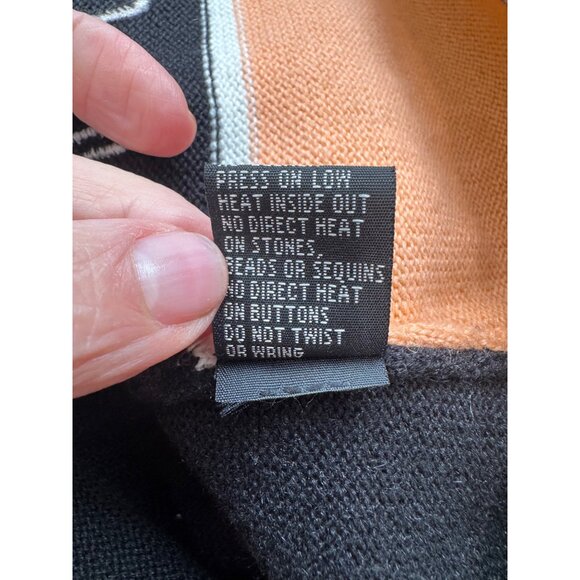 PRESS ON LOW
HEAT INSIDE OUT
NO DIRECT HEAT
ON STONES,
BEADS OR SEQUINS
NO DIRECT HEAT
ON BUTTONS
DO NOT TWIST
OR WRING